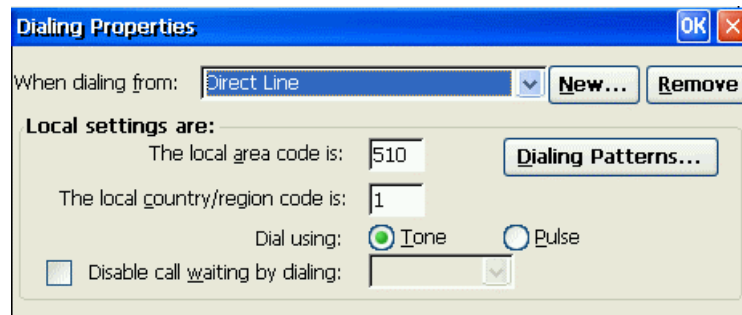 Dialing Properties OK
When dialing from: Direct Line New... Remove
Local settings are:
The local area code is: 510 Dialing Patterns...
The local country/region code is: 1
Dial using: Tone Pulse
Disable call waiting by dialing: